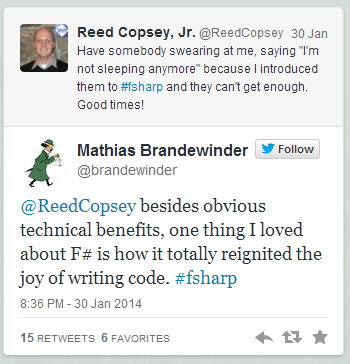 Reed Copsey, Jr. @ReedCopsey 30 Jan
Have somebody swearing at me, saying "I'm
not sleeping anymore" because I introduced
them to #fsharp and they can't get enough.
Good times!
Mathias Brandewinder Follow
@brandewinder
@ReedCopsey besides obvious
technical benefits, one thing I loved
about F# is how it totally reignited the
joy of writing code. #fsharp
8:36 PM - 30 Jan 2014
15 RETWEETS 6 FAVORITES